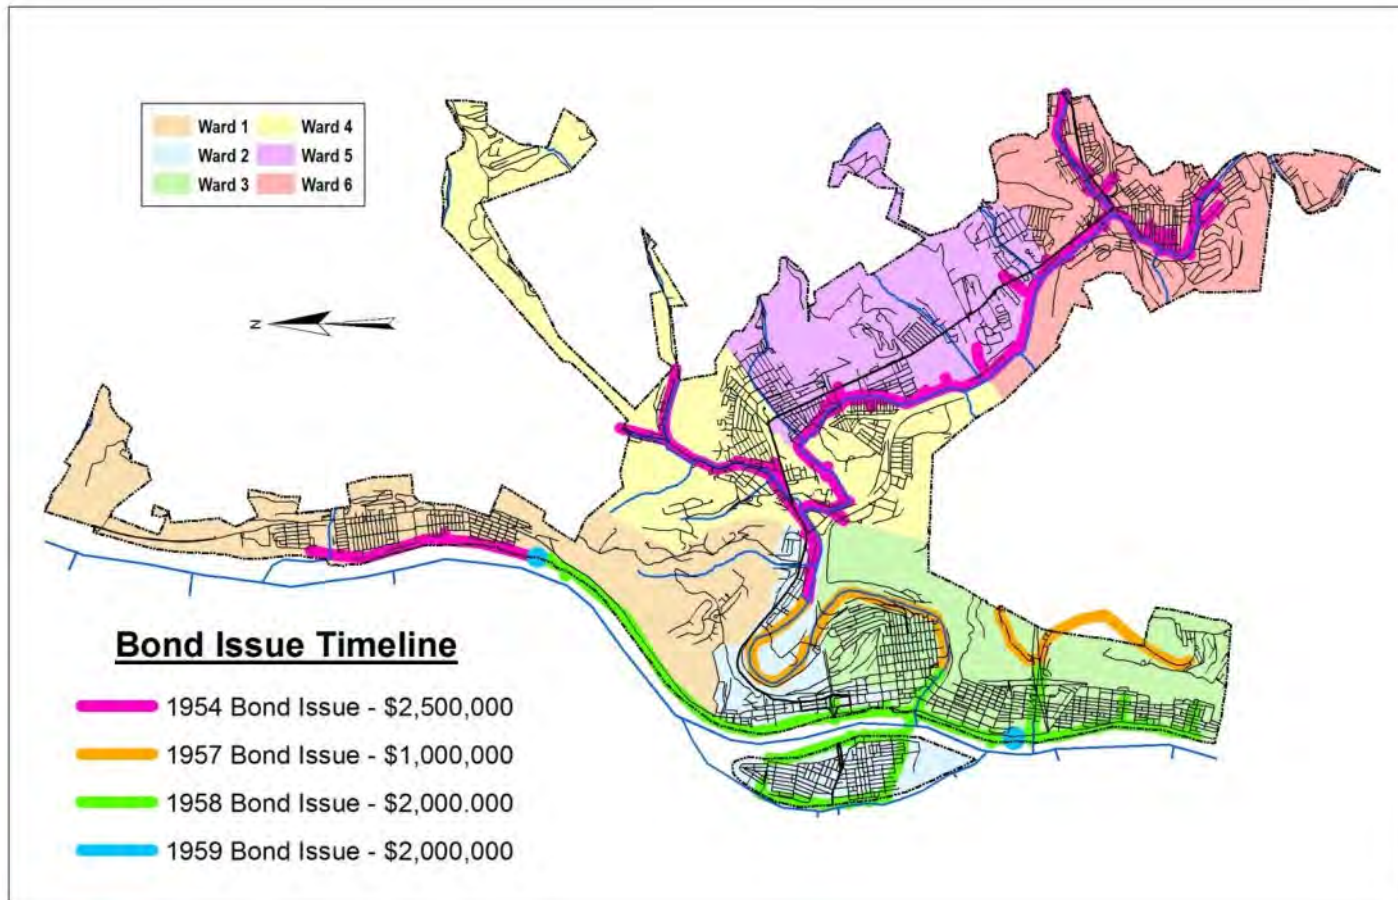 Ward 1 Ward 4
Ward 2 Ward 5
Ward 3 Ward 6
N
Bond Issue Timeline
1954 Bond Issue - $2,500,000
1957 Bond Issue - $1,000,000
1958 Bond Issue - $2,000.000
1959 Bond Issue - $2,000,000